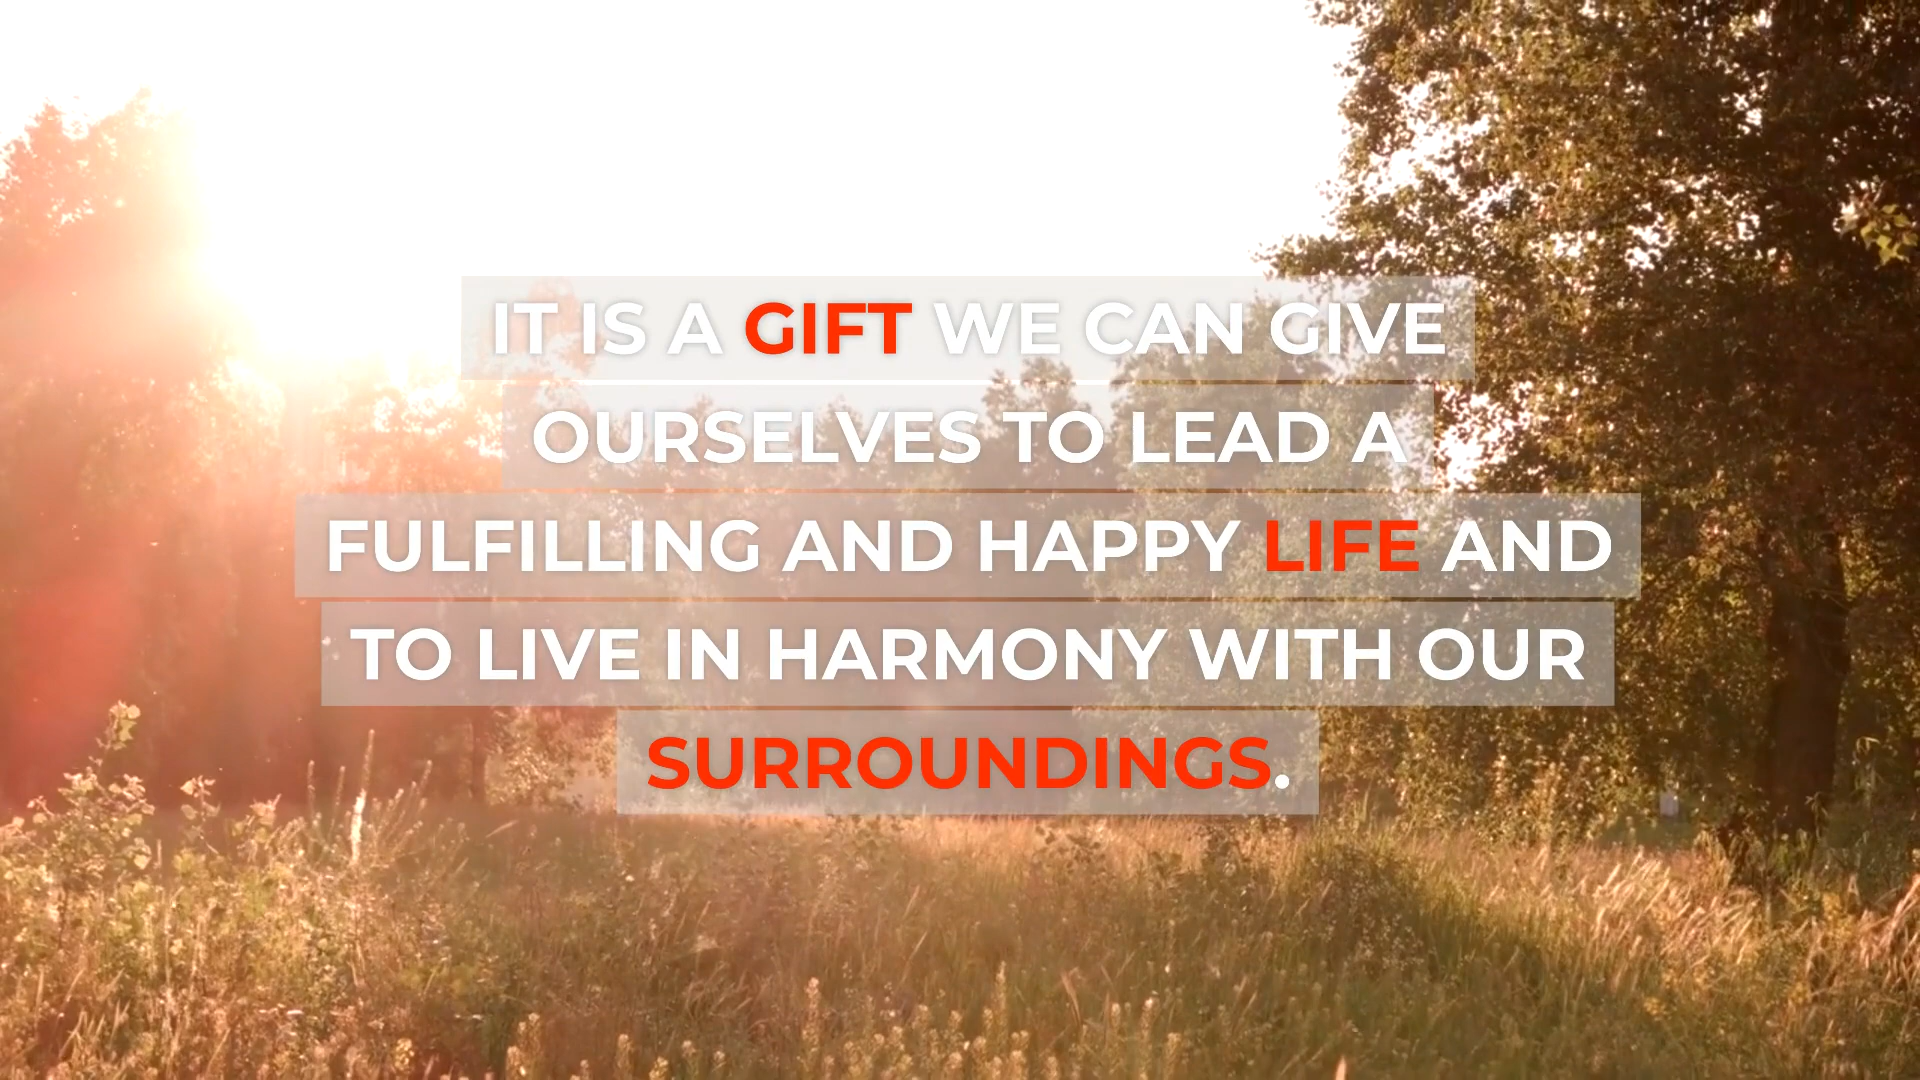 IT IS A GIFT WE CAN GIVE
OURSELVES TO LEAD A
FULFILLING AND HAPPY LIFE AND
TO LIVE IN HARMONY WITH OUR
SURROUNDINGS.